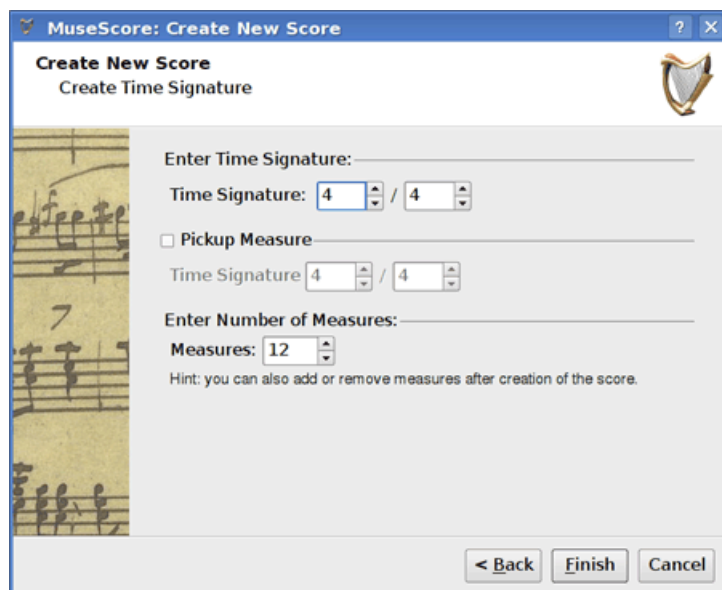 MuseScore: Create New Score
Create New Score
Create Time Signature
Enter Time Signature:
Time Signature: 4 / 4
Pickup Measure
Time Signature 4 / 4
Enter Number of Measures:
Measures: 12
Hint: you can also add or remove measures after creation of the score.
< Back Finish Cancel